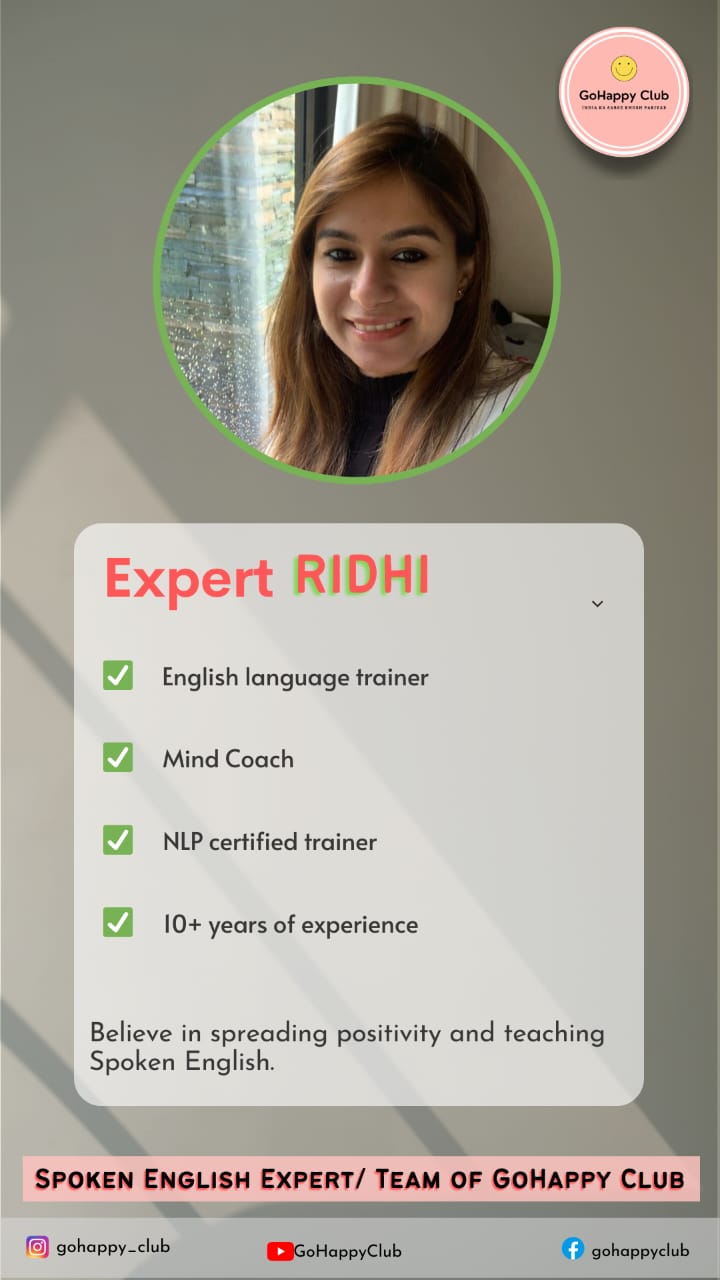 GoHappy Club
INDIA KA SABSE KHUSH PARIVAR
Expert RIDHI
English language trainer
Mind Coach
NLP certified trainer
10+ years of experience
Believe in spreading positivity and teaching
Spoken English.
Spoken English Expert/ Team of GoHappy Club
gohappy_club
GoHappyClub
gohappyclub